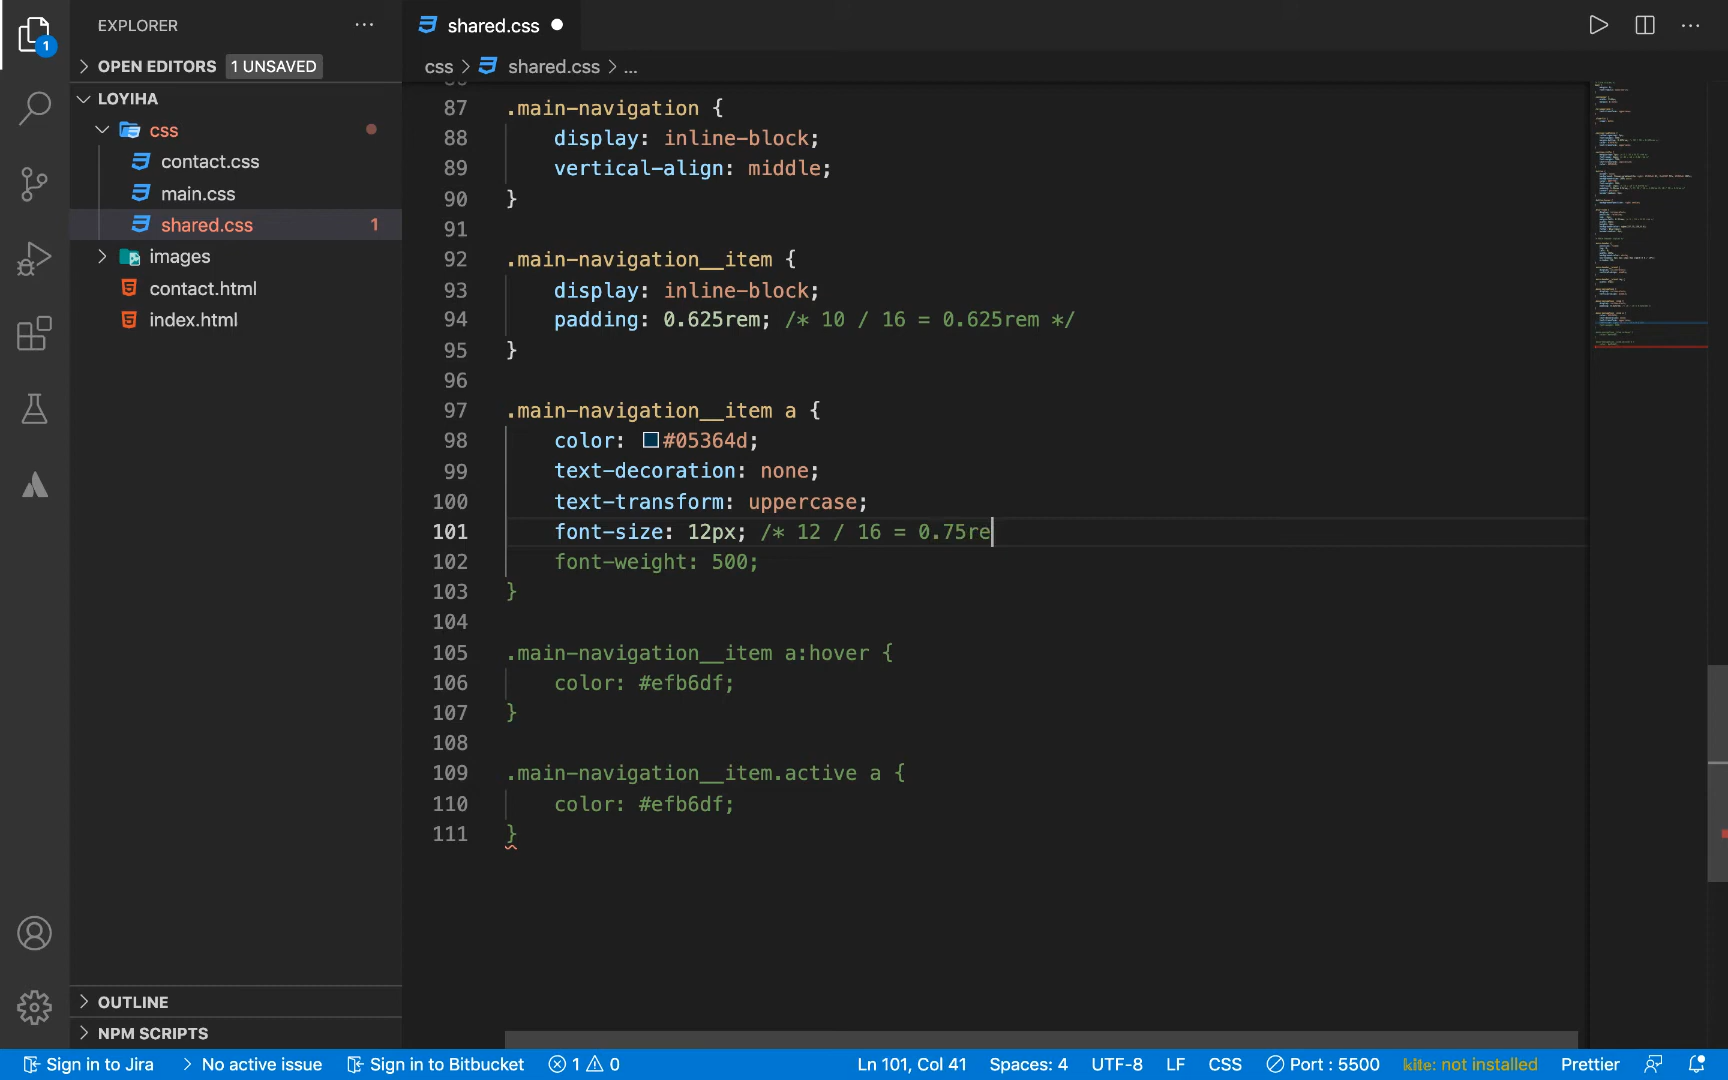 EXPLORER
OPEN EDITORS 1 UNSAVED
LOYIHA
css
contact.css
main.css
shared.css 1
images
contact.html
index.html
OUTLINE
NPM SCRIPTS
1
shared.css
css > shared.css > ...
87 .main-navigation {
88 display: inline-block;
89 vertical-align: middle;
90 }
91
92 .main-navigation__item {
93 display: inline-block;
94 padding: 0.625rem; /* 10 / 16 = 0.625rem */
95 }
96
97 .main-navigation__item a {
98 color: #05364d;
99 text-decoration: none;
100 text-transform: uppercase;
101 font-size: 12px; /* 12 / 16 = 0.75re
102 font-weight: 500;
103 }
104
105 .main-navigation__item a:hover {
106 color: #efb6df;
107 }
108
109 .main-navigation__item.active a {
110 color: #efb6df;
111 }
Sign in to Jira > No active issue Sign in to Bitbucket 1 0 Ln 101, Col 41 Spaces: 4 UTF-8 LF CSS Port : 5500 kite: not installed Prettier